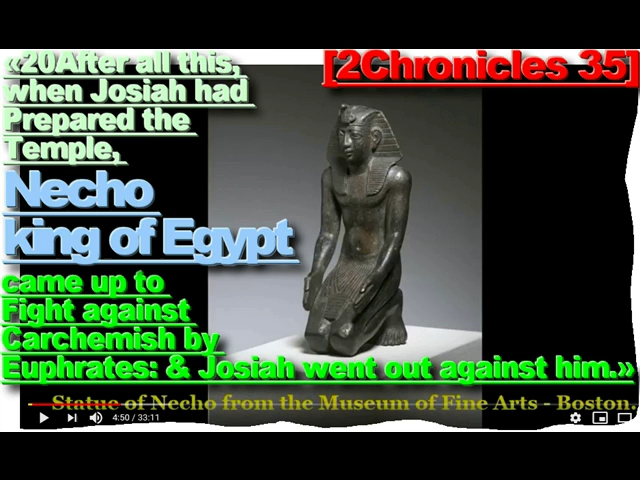 «20After all this,
[2Chronicles 35]
when Josiah had
Prepared the
Temple,
Necho
king of Egypt
came up to
Fight against
Carchemish by
Euphrates: & Josiah went out against him.»
- Statue of Necho from the Museum of Fine Arts - Boston.
4:50 / 33:11